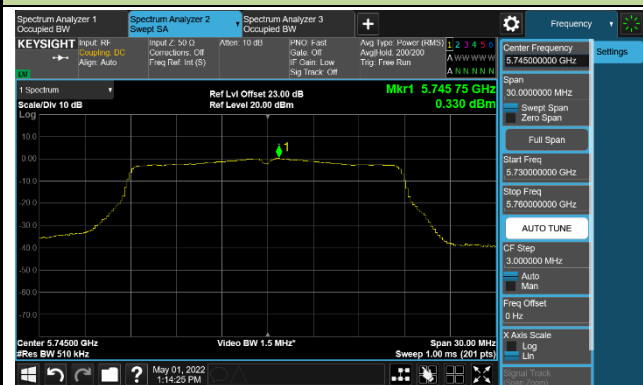 Spectrum Analyzer 1
Occupied BW
Spectrum Analyzer 2
Swept SA
Spectrum Analyzer 3
Occupied BW
+
Frequency
KEYSIGHT
Input: RF
Coupling: DC
Align: Auto
Input Z: 50 Ω
Corrections: Off
Freq Ref: Int (S)
Atten: 10 dB
PNO: Fast
Gate: Off
IF Gain: Low
Sig Track: Off
Avg Type: Power (RMS)
Avg|Hold: 200/200
Trig: Free Run
1 2 3 4 5 6
A W W W W W
A N N N N N
LXI
1 Spectrum
Scale/Div 10 dB
Log
Ref Lvl Offset 23.00 dB
Ref Level 20.00 dBm
Mkr1 5.745 75 GHz
0.330 dBm
1
10.0
0.00
-10.0
-20.0
-30.0
-40.0
-50.0
-60.0
-70.0
Center 5.74500 GHz
#Res BW 510 kHz
Video BW 1.5 MHz*
Span 30.00 MHz
Sweep 1.00 ms (201 pts)
Center Frequency
5.745000000 GHz
Settings
Span
30.0000000 MHz
Swept Span
Zero Span
Full Span
Start Freq
5.730000000 GHz
Stop Freq
5.760000000 GHz
AUTO TUNE
CF Step
3.000000 MHz
Auto
Man
Freq Offset
0 Hz
X Axis Scale
Log
Lin
Signal Track
(Span Zoom)
?
May 01, 2022
1:14:25 PM